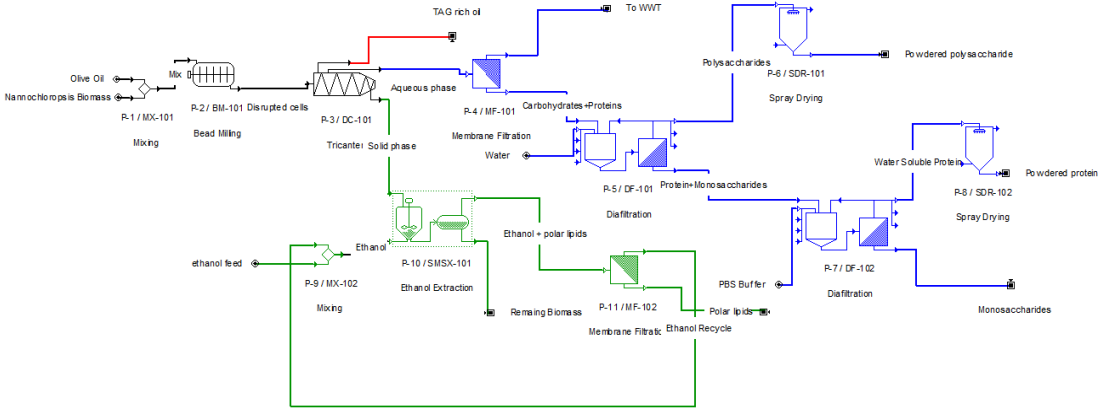 TAG rich oil
To WWT
Olive Oil
Mix
Nannochloropsis Biomass
P-1 / MX-101
Mixing
P-2 / BM-101
Bead Milling
Disrupted cells
P-3 / DC-101
Tricanter
Solid phase
Aqueous phase
P-4 / MF-101
Membrane Filtration
Carbohydrates+Proteins
Water
P-5 / DF-101
Diafiltration
Polysaccharides
P-6 / SDR-101
Spray Drying
Powdered polysaccharide
Protein+Monosaccharides
Water Soluble Protein
P-8 / SDR-102
Spray Drying
Powdered protein
PBS Buffer
P-7 / DF-102
Diafiltration
Monosaccharides
ethanol feed
P-9 / MX-102
Mixing
Ethanol
P-10 / SMSX-101
Ethanol Extraction
Ethanol + polar lipids
Remaing Biomass
P-11 / MF-102
Membrane Filtratic
Ethanol Recycle
Polar lipids